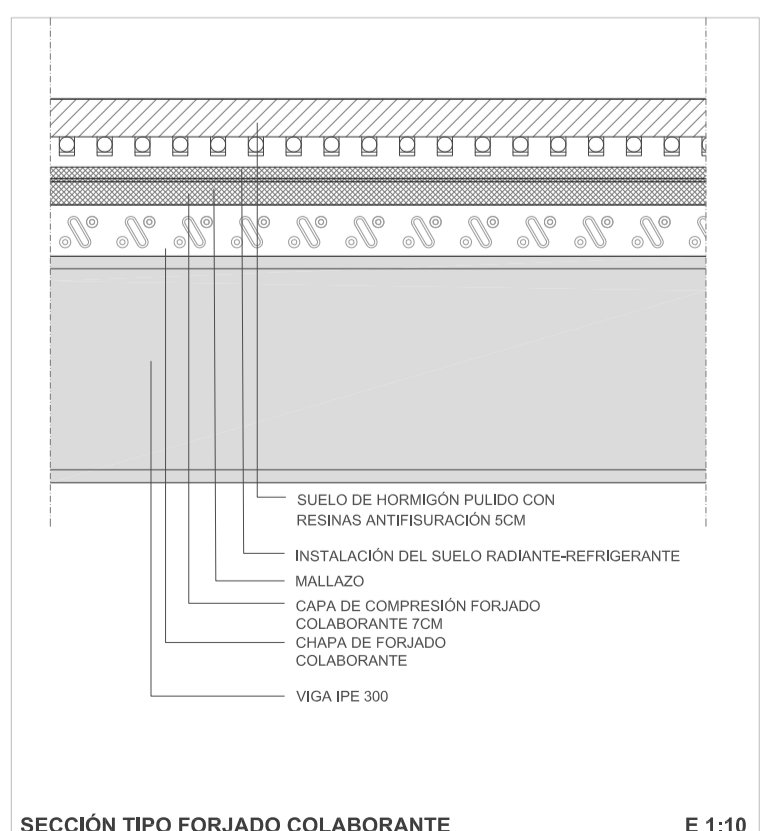 SUELO DE HORMIGÓN PULIDO CON
RESINAS ANTIFISURACIÓN 5CM
INSTALACIÓN DEL SUELO RADIANTE-REFRIGERANTE
MALLAZO
CAPA DE COMPRESIÓN FORJADO
COLABORANTE 7CM
CHAPA DE FORJADO
COLABORANTE
VIGA IPE 300
SECCIÓN TIPO FORJADO COLABORANTE E 1:10